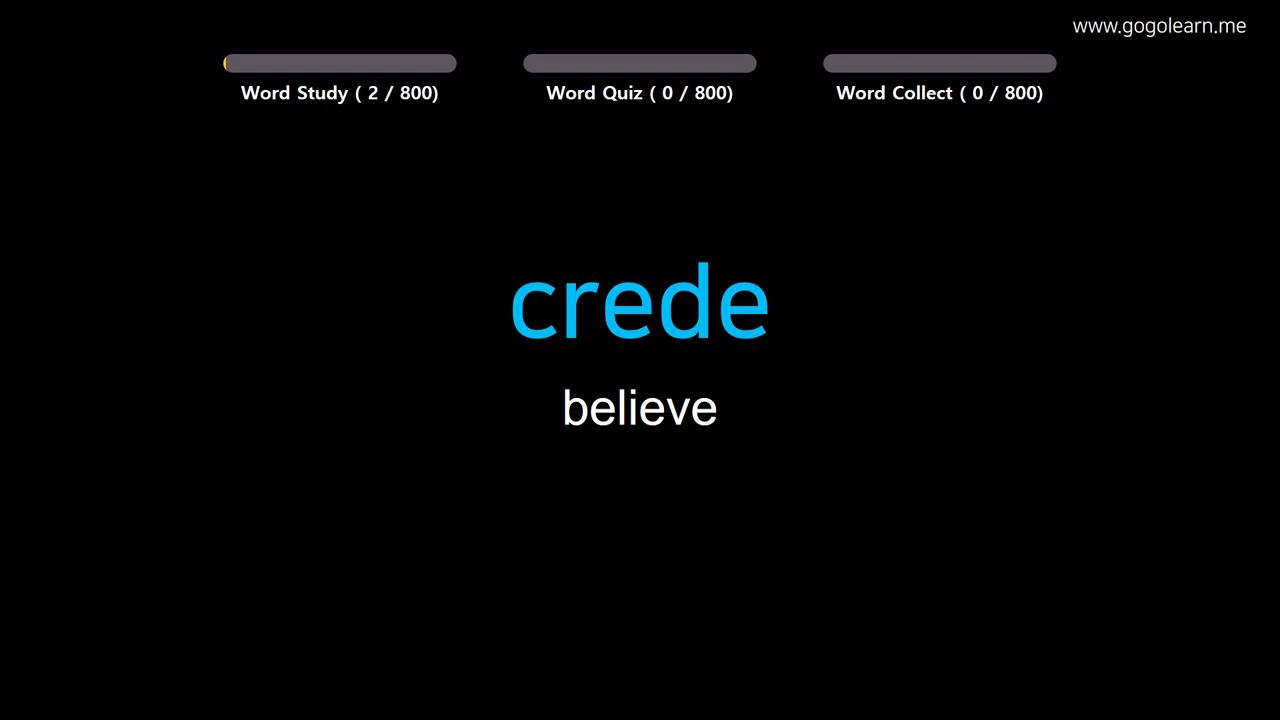 www.gogolearn.me
Word Study ( 2 / 800)
Word Quiz ( 0 / 800)
Word Collect ( 0 / 800)
crede
believe